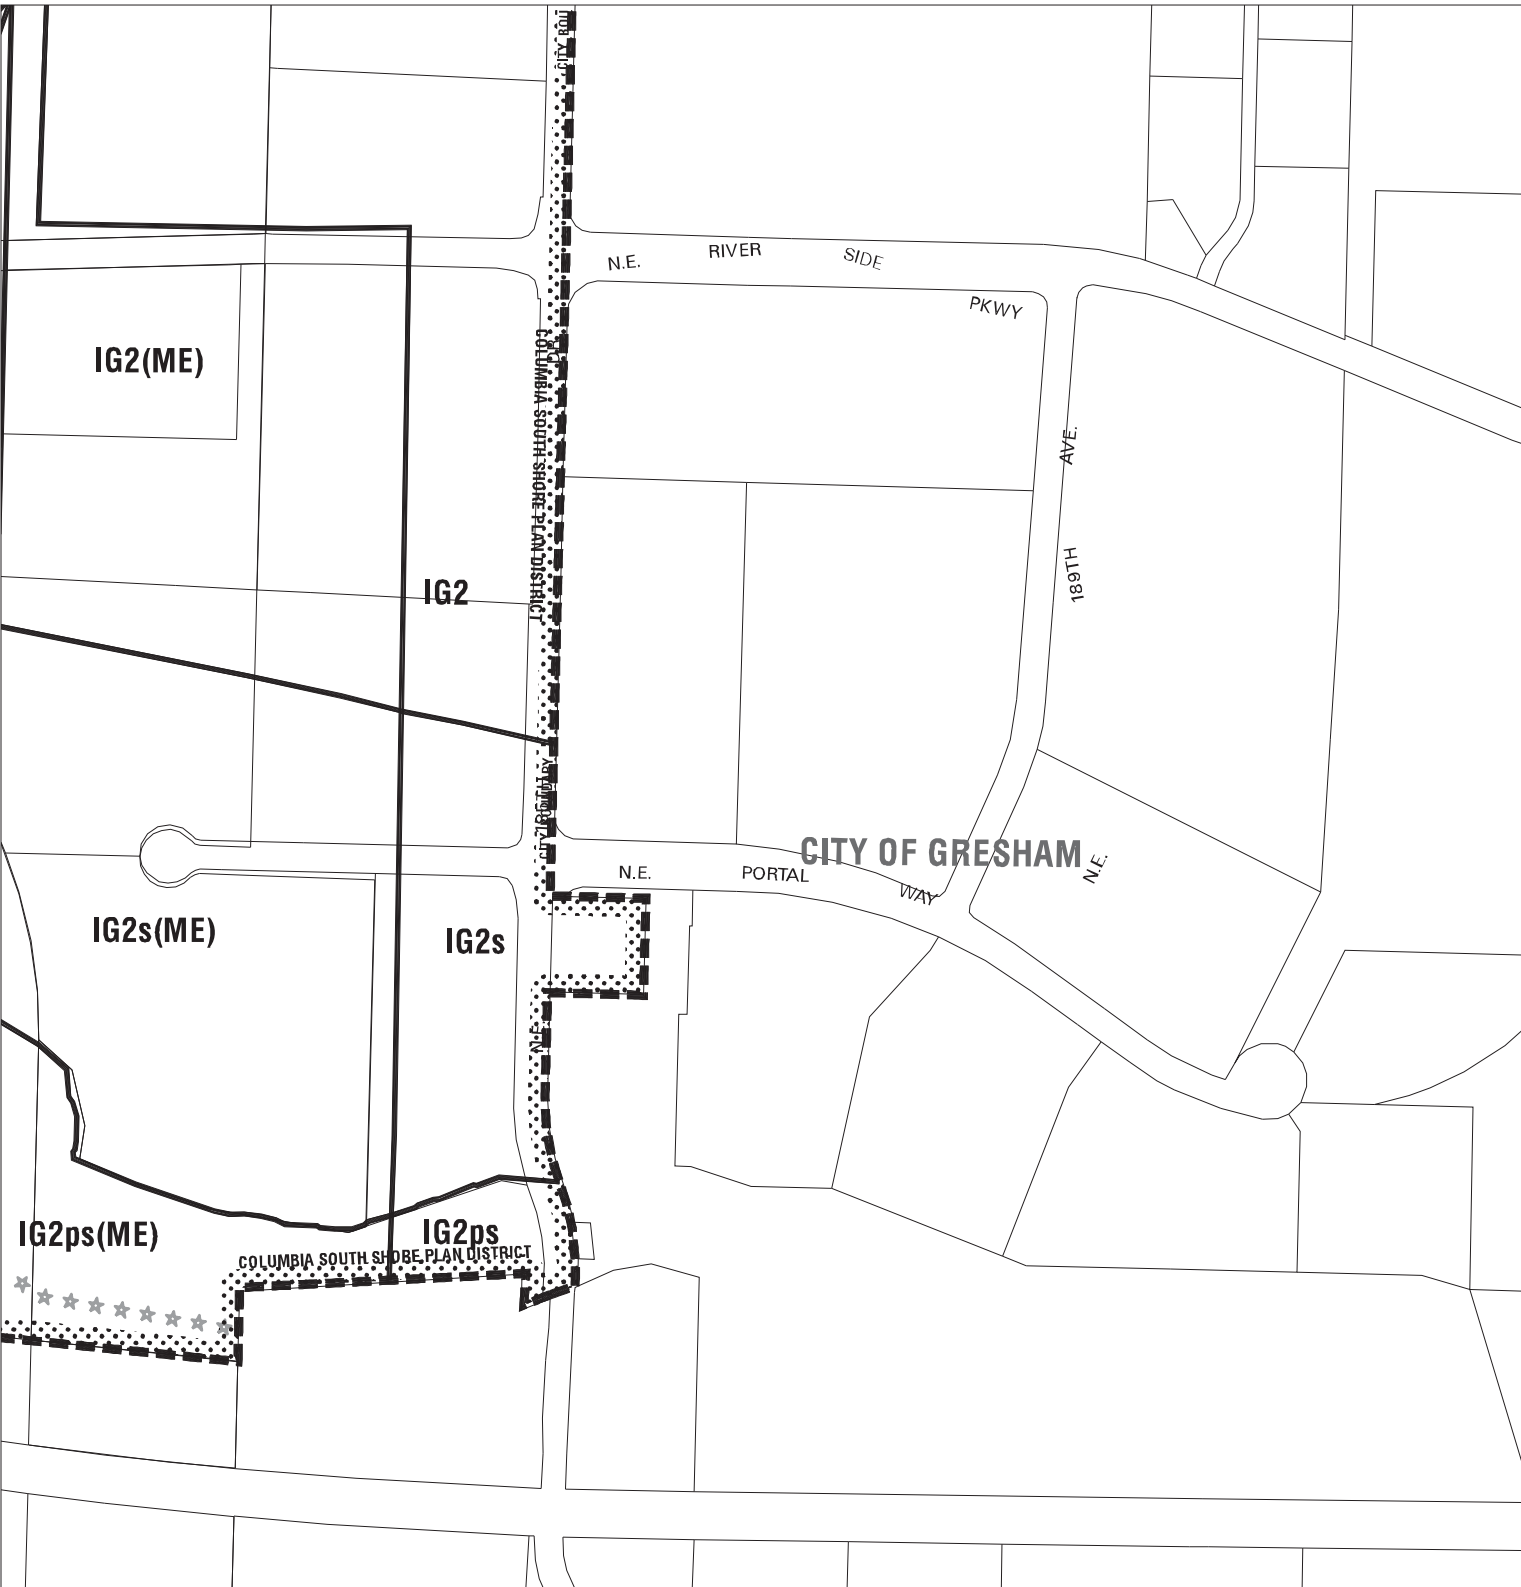 CITY BOU
N.E.
RIVER
SIDE
PKWY
IG2(ME)
COLUMBIA SOUTH SHORE PLAN DISTRICT
AVE.
189TH
N.E.
IG2
CITY BOUNDARY
CITY OF GRESHAM
N.E.
PORTAL
WAY
IG2s(ME)
IG2s
N.E.
IG2ps(ME)
IG2ps
COLUMBIA SOUTH SHORE PLAN DISTRICT